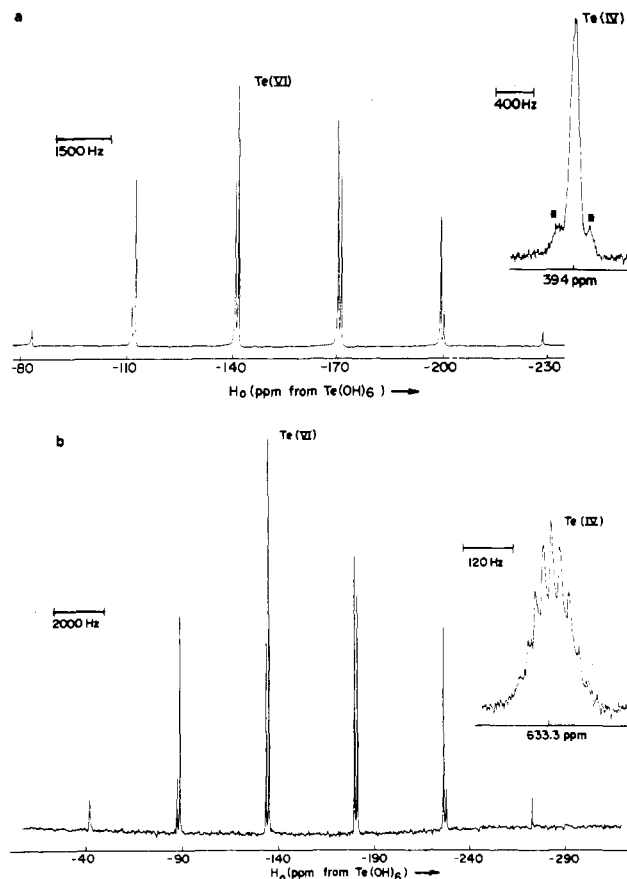 a
Te(IV)
Te(VI)
400Hz
1500 Hz
394 ppm
-80 -110 -140 -170 -200 -230
Ho (ppm from Te(OH)6) →
b
Te(VI)
Te(IV)
120 Hz
2000 Hz
633.3 ppm
-40 -90 -140 -190 -240 -290
Ho (ppm from Te(OH)6) →